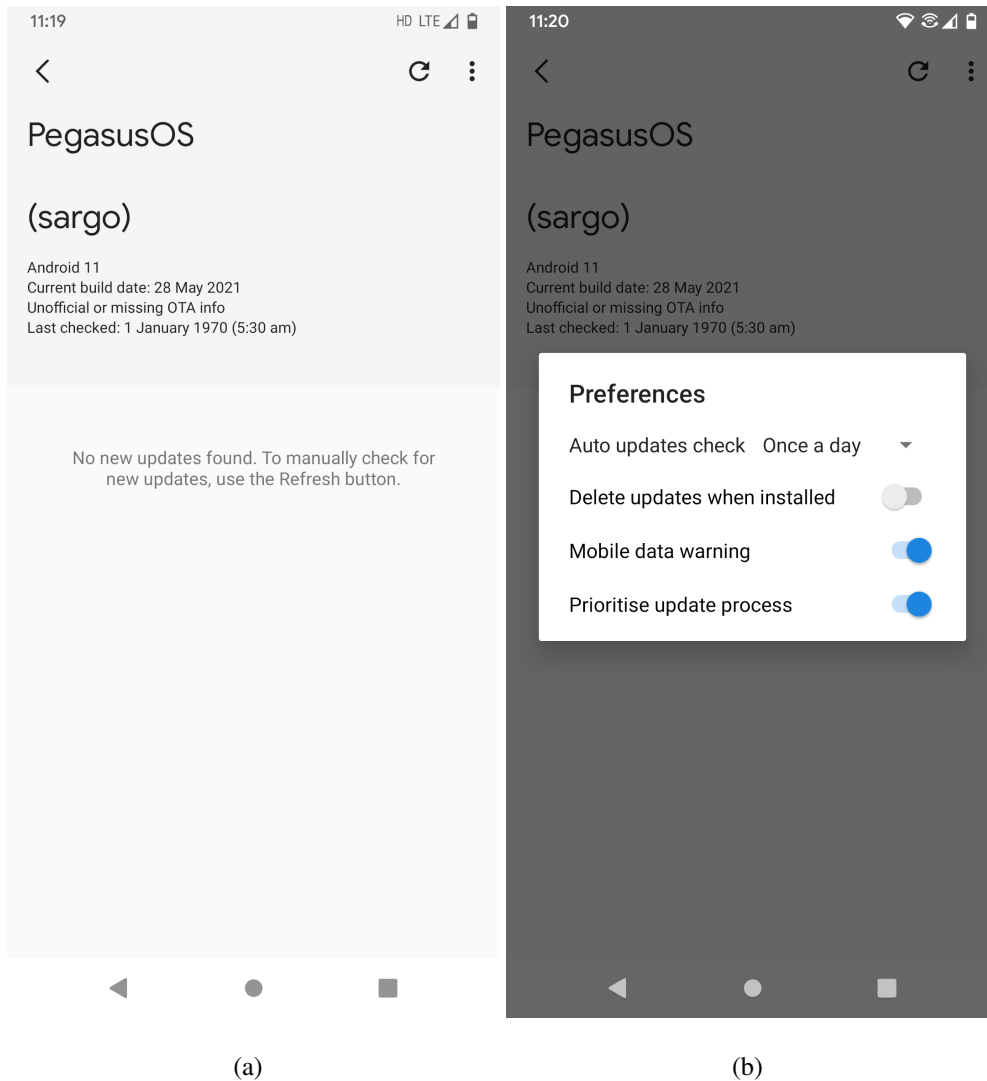 11:19 HD LTE
PegasusOS
(sargo)
Android 11
Current build date: 28 May 2021
Unofficial or missing OTA info
Last checked: 1 January 1970 (5:30 am)
No new updates found. To manually check for
new updates, use the Refresh button.
(a)
11:20
PegasusOS
(sargo)
Android 11
Current build date: 28 May 2021
Unofficial or missing OTA info
Last checked: 1 January 1970 (5:30 am)
Preferences
Auto updates check Once a day
Delete updates when installed
Mobile data warning
Prioritise update process
(b)